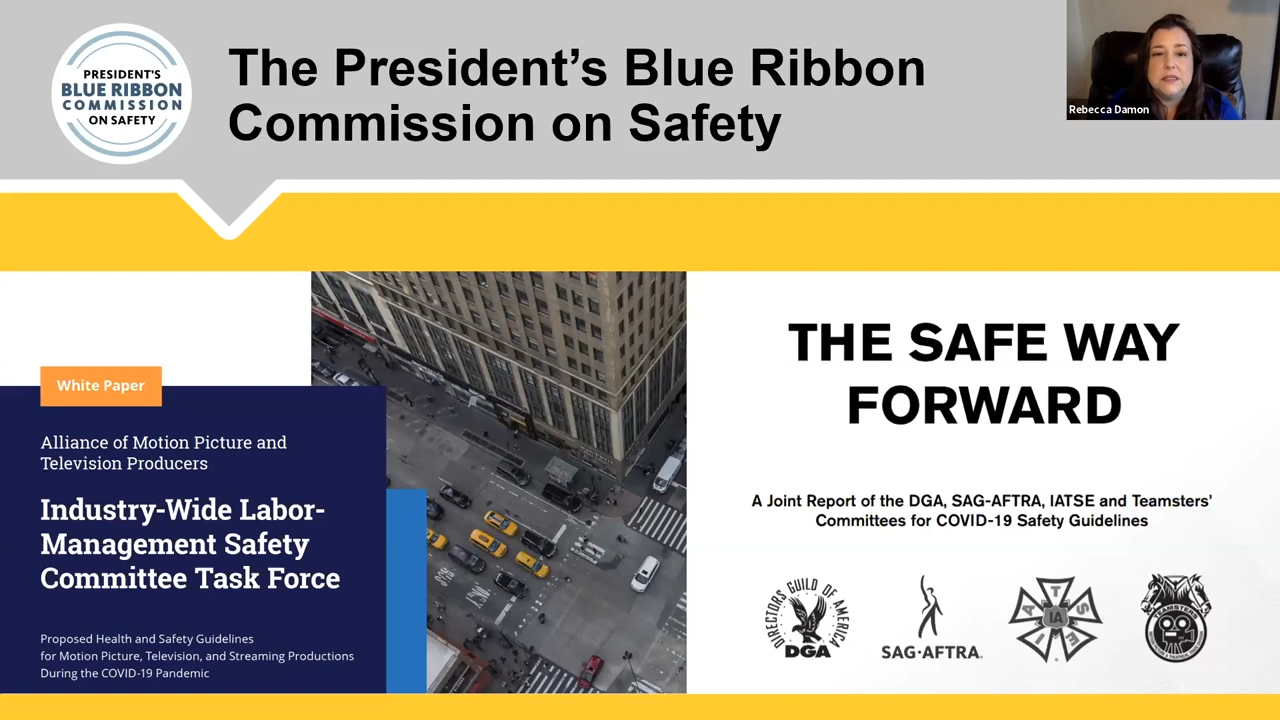 PRESIDENT'S
BLUE RIBBON
COMMISSION
ON SAFETY
The President’s Blue Ribbon
Commission on Safety
Rebecca Damon
White Paper
Alliance of Motion Picture and
Television Producers
Industry-Wide Labor-
Management Safety
Committee Task Force
Proposed Health and Safety Guidelines
for Motion Picture, Television, and Streaming Productions
During the COVID-19 Pandemic
THE SAFE WAY
FORWARD
A Joint Report of the DGA, SAG-AFTRA, IATSE and Teamsters’
Committees for COVID-19 Safety Guidelines
DIRECTORS GUILD OF AMERICA
DGA
SAG·AFTRA.
IATSE
IA
TEAMSTERS